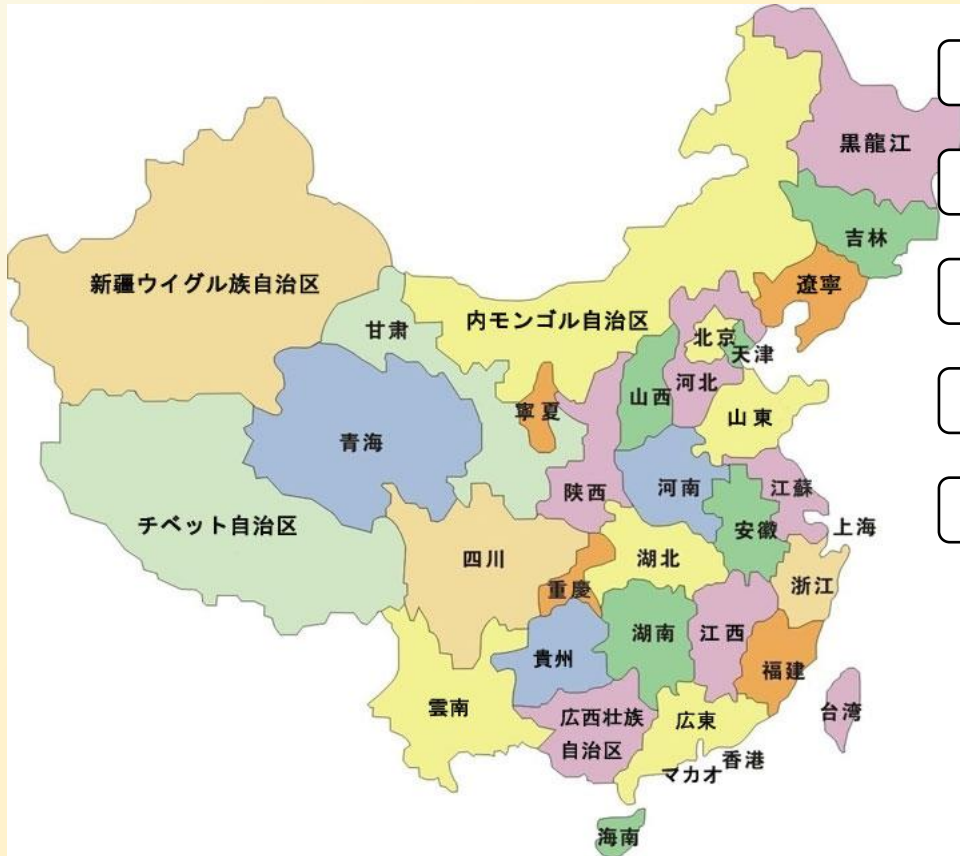 黒龍江
吉林
遼寧
新疆ウイグル族自治区
内モンゴル自治区
甘粛
北京
天津
河北
山西
寧夏
山東
青海
陝西
河南
江蘇
チベット自治区
安徽
上海
四川
湖北
浙江
重慶
湖南
江西
貴州
福建
雲南
広西壮族
自治区
広東
台湾
香港
マカオ
海南